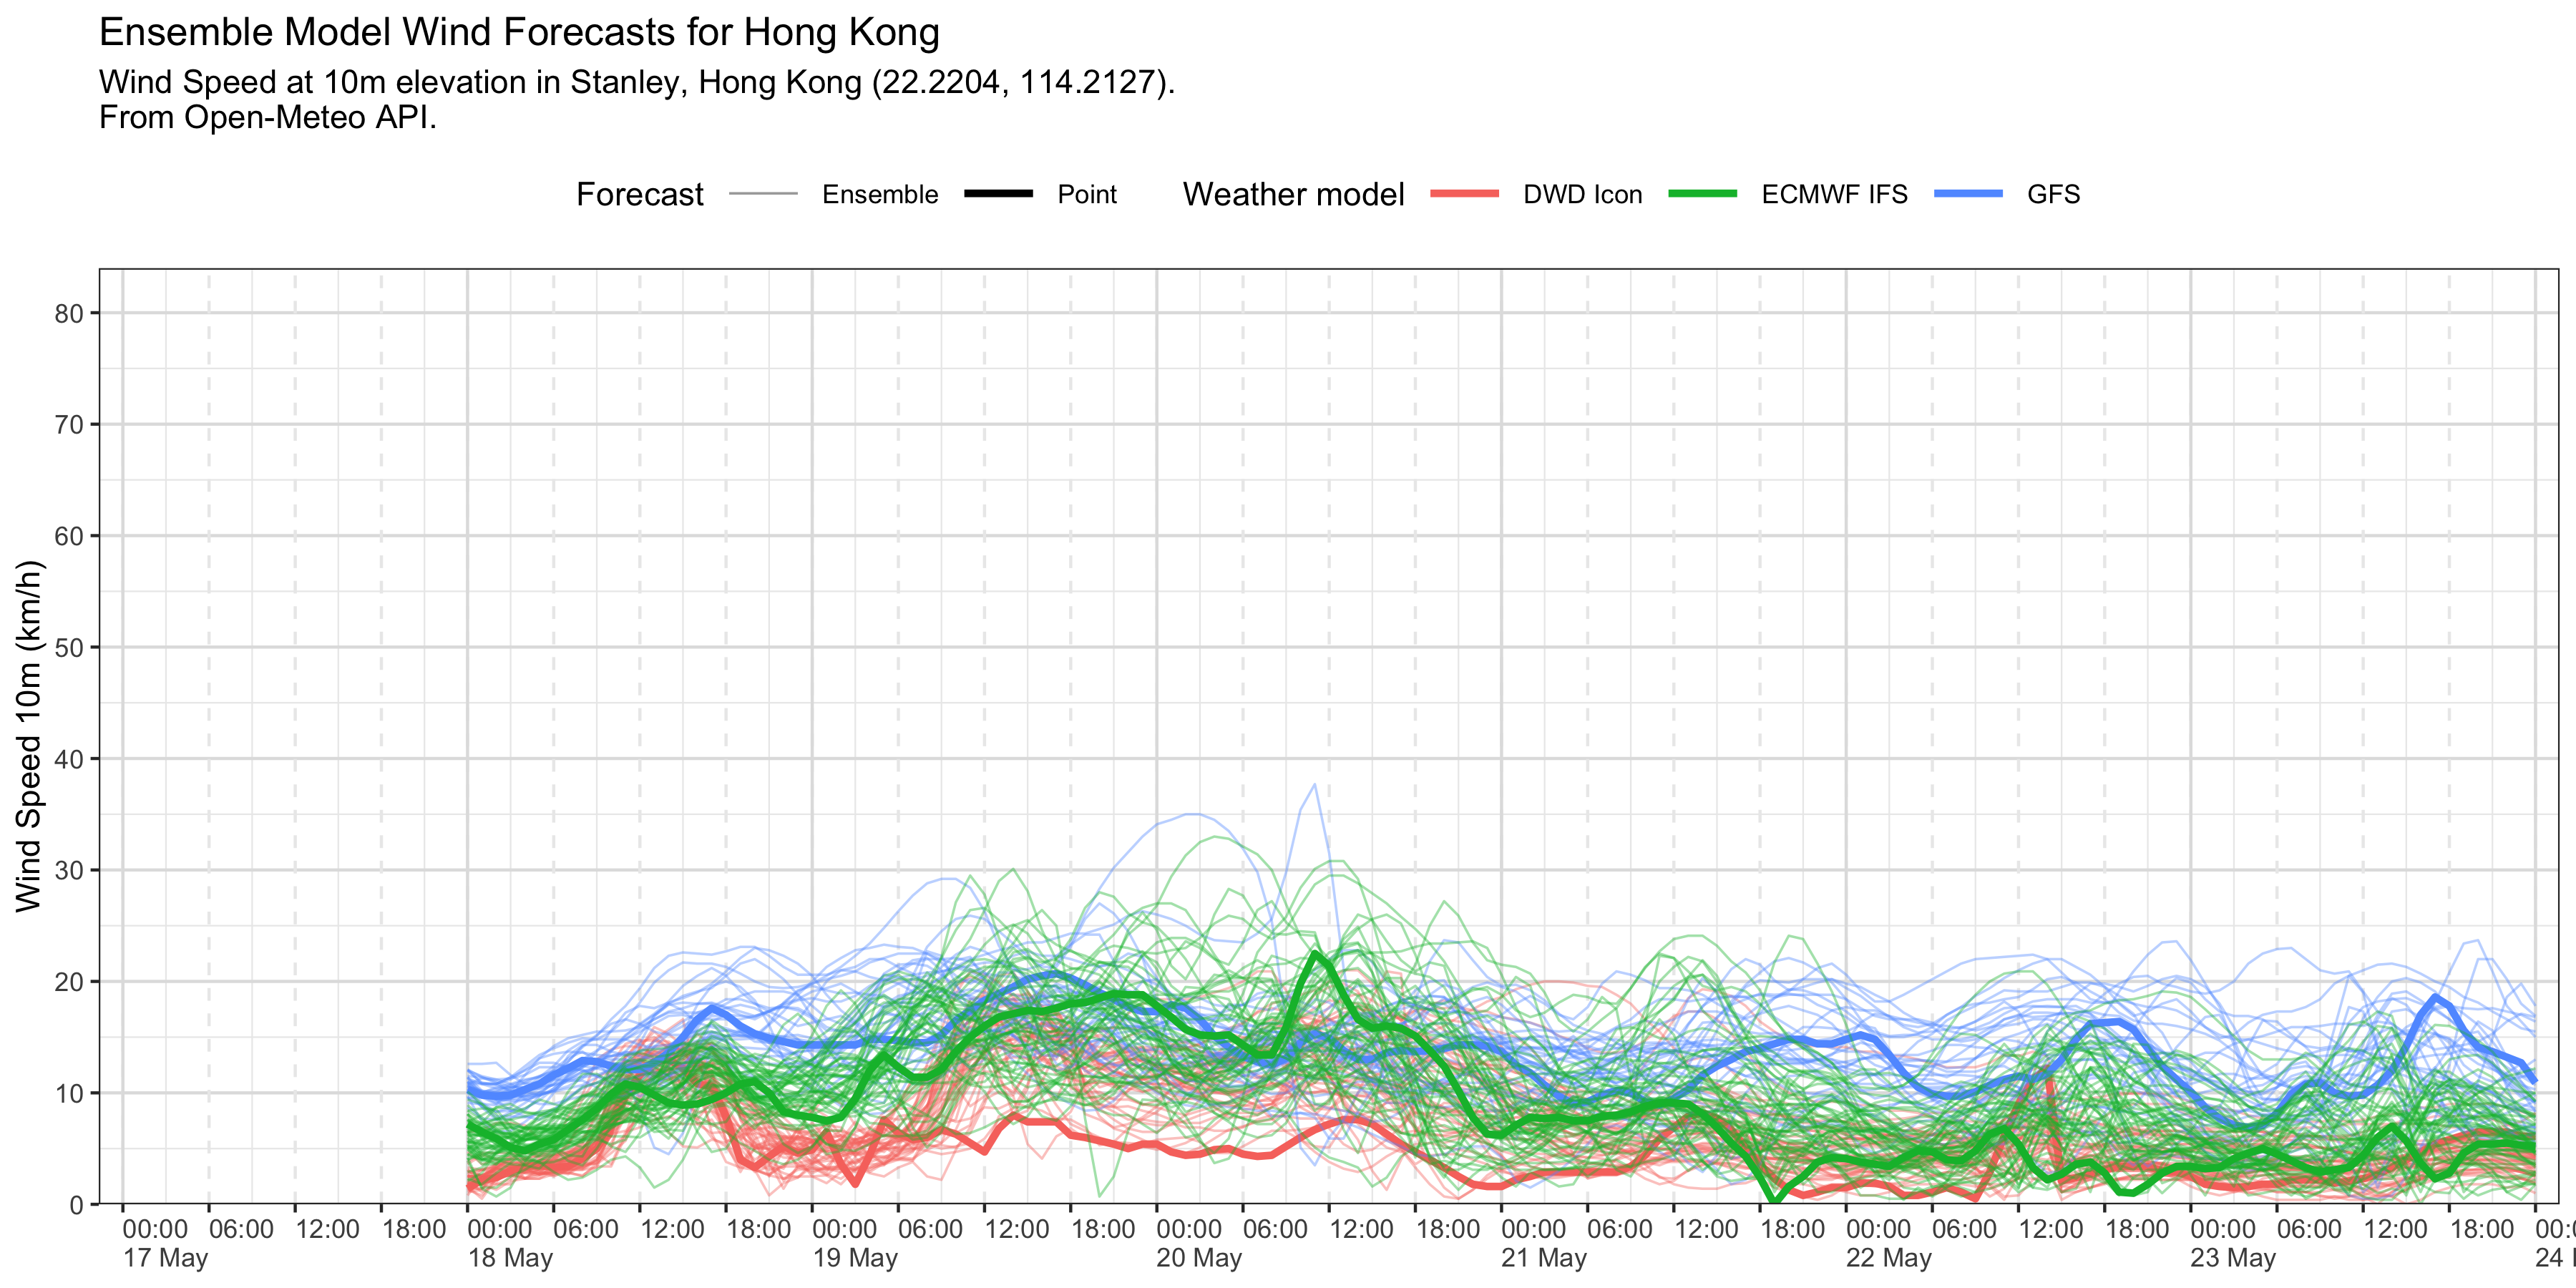 Ensemble Model Wind Forecasts for Hong Kong
Wind Speed at 10m elevation in Stanley, Hong Kong (22.2204, 114.2127).
From Open-Meteo API.
Forecast Ensemble Point Weather model DWD Icon ECMWF IFS GFS
Wind Speed 10m (km/h)
80
70
60
50
40
30
20
10
0
00:00 06:00 12:00 18:00 00:00 06:00 12:00 18:00 00:00 06:00 12:00 18:00 00:00 06:00 12:00 18:00 00:00 06:00 12:00 18:00 00:00 06:00 12:00 18:00 00:00 06:00 12:00 18:00
17 May 18 May 19 May 20 May 21 May 22 May 23 May 24